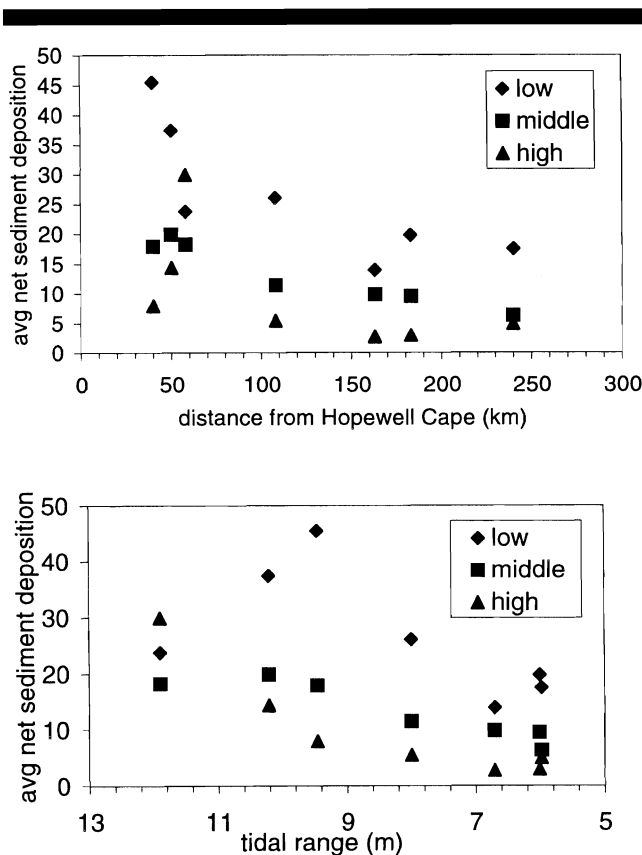 avg net sediment deposition
50
45
40
35
30
25
20
15
10
5
0
low
middle
high
0 50 100 150 200 250 300
distance from Hopewell Cape (km)
avg net sediment deposition
50
40
30
20
10
0
low
middle
high
13 11 9 7 5
tidal range (m)